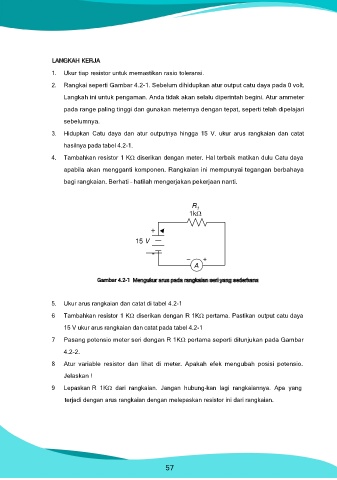 LANGKAH KERJA
1. Ukur tiap resistor untuk memastikan rasio toleransi.
2. Rangkai seperti Gambar 4.2-1. Sebelum dihidupkan atur output catu daya pada 0 volt.
Langkah ini untuk pengaman. Anda tidak akan selalu diperintah begini. Atur ammeter
pada range paling tinggi dan gunakan meternya dengan tepat, seperti telah dipelajari
sebelumnya.
3. Hidupkan Catu daya dan atur outputnya hingga 15 V. ukur arus rangkaian dan catat
hasilnya pada tabel 4.2-1.
4. Tambahkan resistor 1 KΩ diserikan dengan meter. Hal terbaik matikan dulu Catu daya
apabila akan mengganti komponen. Rangkaian ini mempunyai tegangan berbahaya
bagi rangkaian. Berhati - hatilah mengerjakan pekerjaan nanti.
R₁
1kΩ
+
15 V
− +
A
Gambar 4.2-1 Mengukur arus pada rangkaian seri yang sederhana
5. Ukur arus rangkaian dan catat di tabel 4.2-1
6 Tambahkan resistor 1 KΩ diserikan dengan R 1KΩ pertama. Pastikan output catu daya
15 V ukur arus rangkaian dan catat pada tabel 4.2-1
7 Pasang potensio meter seri dengan R 1KΩ pertama seperti ditunjukan pada Gambar
4.2-2.
8 Atur variable resistor dan lihat di meter. Apakah efek mengubah posisi potensio.
Jelaskan !
9 Lepaskan R 1KΩ dari rangkaian. Jangan hubung-kan lagi rangkaiannya. Apa yang
terjadi dengan arus rangkaian dengan melepaskan resistor ini dari rangkaian.
57